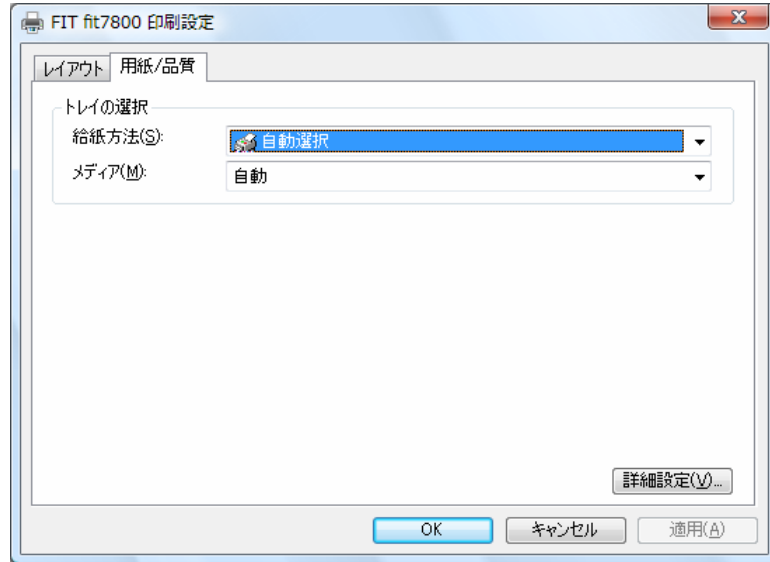 FIT fit7800 印刷設定
レイアウト 用紙/品質
トレイの選択
給紙方法(S): 自動選択
メディア(M): 自動
詳細設定(V)...
OK キャンセル 適用(A)